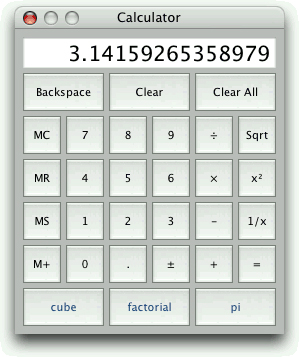 Calculator
3.14159265358979
Backspace Clear Clear All
MC 7 8 9 ÷ Sqrt
MR 4 5 6 × x²
MS 1 2 3 - 1/x
M+ 0 . ± + =
cube factorial pi